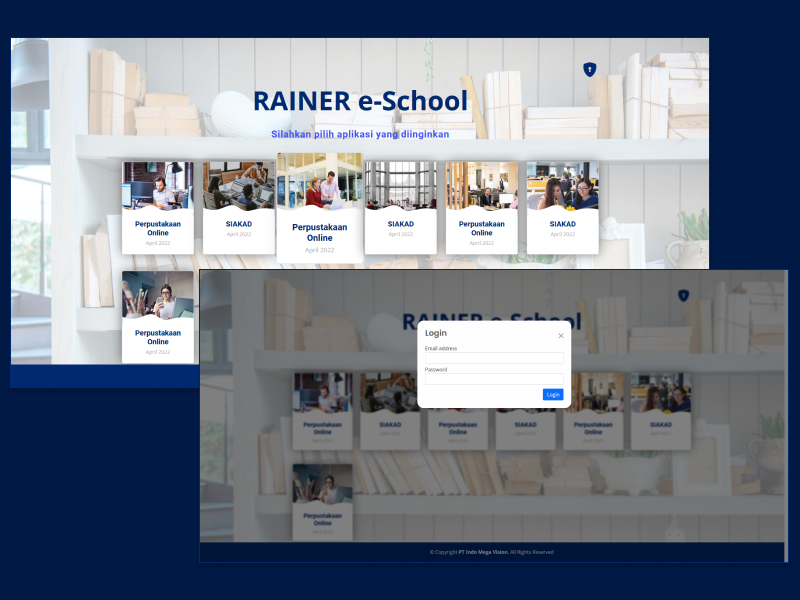 RAINER e-School
Silahkan pilih aplikasi yang diinginkan
Perpustakaan
Online
April 2022
SIAKAD
April 2022
Perpustakaan
Online
April 2022
SIAKAD
April 2022
Perpustakaan
Online
April 2022
SIAKAD
April 2022
Perpustakaan
Online
April 2022
RAINER e-School
Login
×
Email address
Password
Login
Perpustakaan
Online
April 2022
SIAKAD
April 2022
Perpustakaan
Online
April 2022
SIAKAD
April 2022
Perpustakaan
Online
April 2022
SIAKAD
April 2022
Perpustakaan
Online
April 2022
© Copyright PT Indo Mega Vision. All Rights Reserved